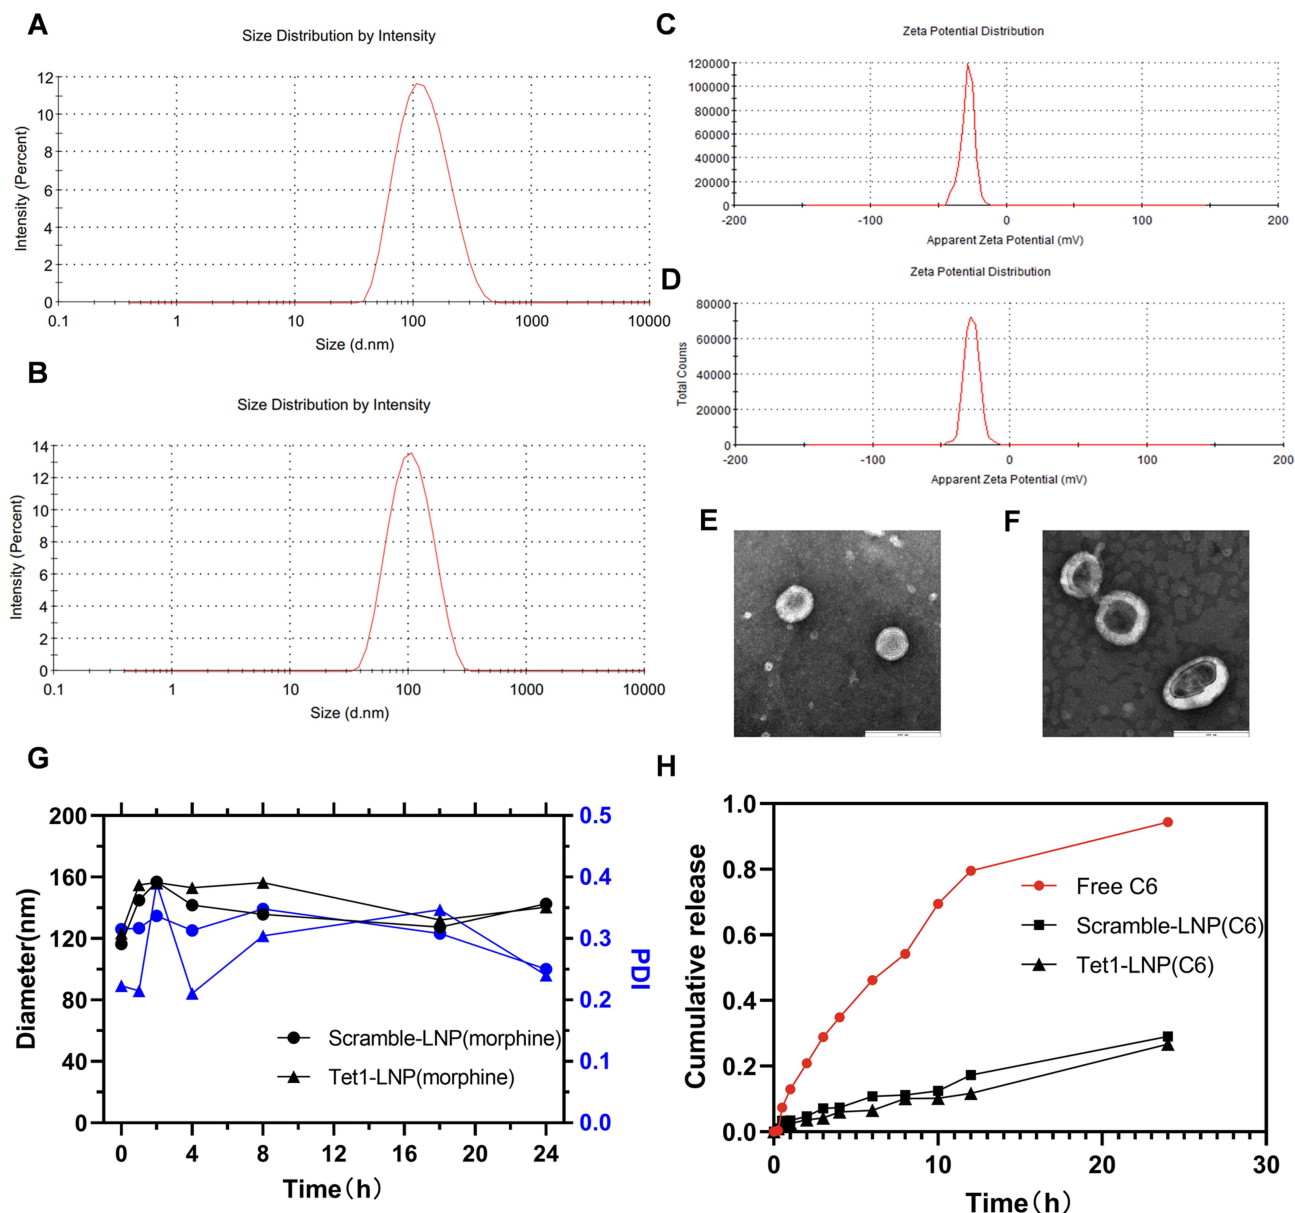 A
Size Distribution by Intensity
12
10
8
6
4
2
0
Intensity (Percent)
0.1 1 10 100 1000 10000
Size (d.nm)
B
Size Distribution by Intensity
14
12
10
8
6
4
2
0
Intensity (Percent)
0.1 1 10 100 1000 10000
Size (d.nm)
C
Zeta Potential Distribution
120000
100000
80000
60000
40000
20000
0
-200 -100 0 100 200
Apparent Zeta Potential (mV)
D
Zeta Potential Distribution
80000
60000
40000
20000
0
Total Counts
-200 -100 0 100 200
Apparent Zeta Potential (mV)
E
F
G
200
160
120
80
40
0
Diameter(nm)
0.5
0.4
0.3
0.2
0.1
0.0
PDI
Scramble-LNP(morphine)
Tet1-LNP(morphine)
0 4 8 12 16 20 24
Time(h)
H
1.0
0.8
0.6
0.4
0.2
0.0
Cumulative release
Free C6
Scramble-LNP(C6)
Tet1-LNP(C6)
0 10 20 30
Time(h)